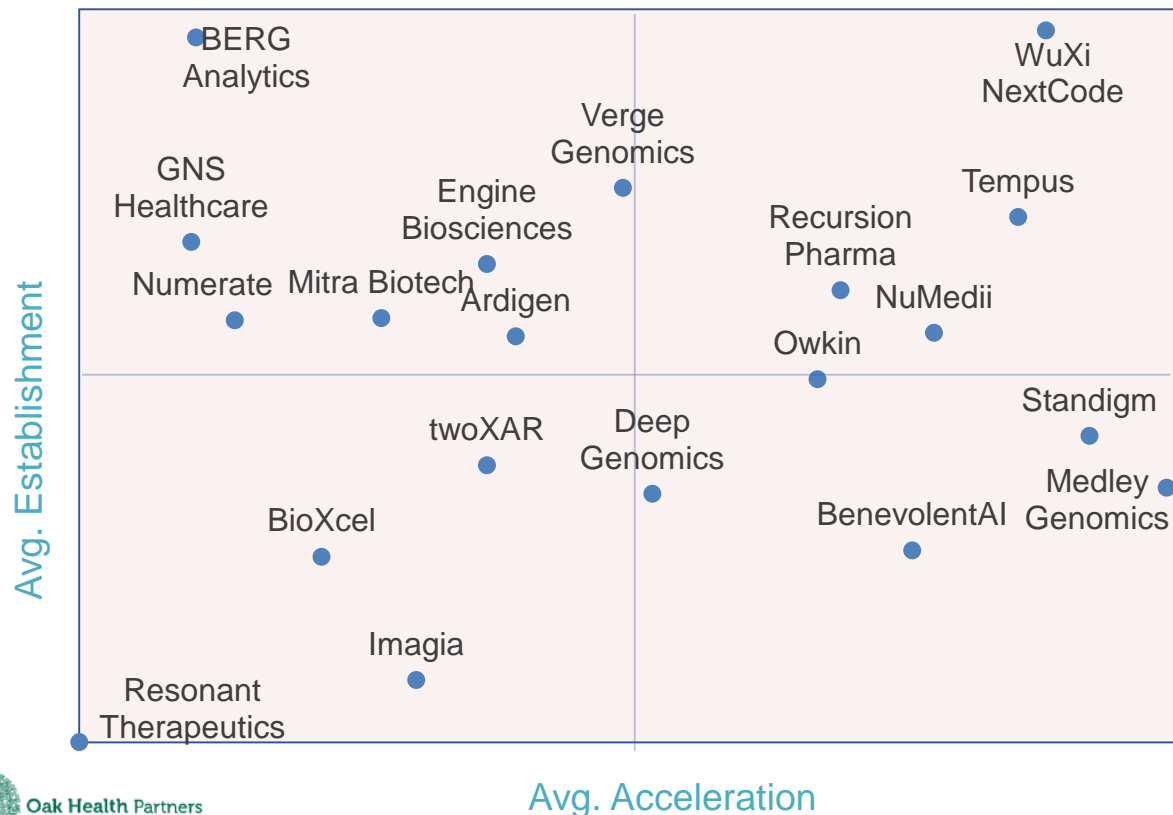 BERG
Analytics
WuXi
NextCode
Verge
Genomics
GNS
Healthcare
Engine
Biosciences
Tempus
Recursion
Pharma
Numerate
Mitra Biotech
Ardigen
NuMedii
Owkin
Standigm
twoXAR
Deep
Genomics
Medley
Genomics
BioXcel
BenevolentAI
Imagia
Resonant
Therapeutics
Avg. Establishment
Avg. Acceleration
Oak Health Partners